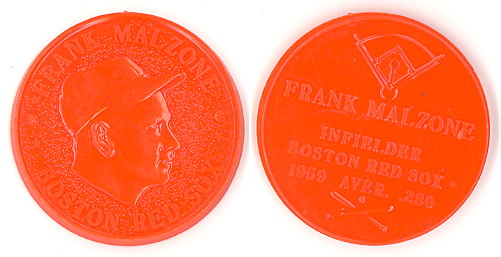 FRANK MALZONE
BOSTON RED SOX
FRANK MALZONE
INFIELDER
BOSTON RED SOX
1959 AVER. .280